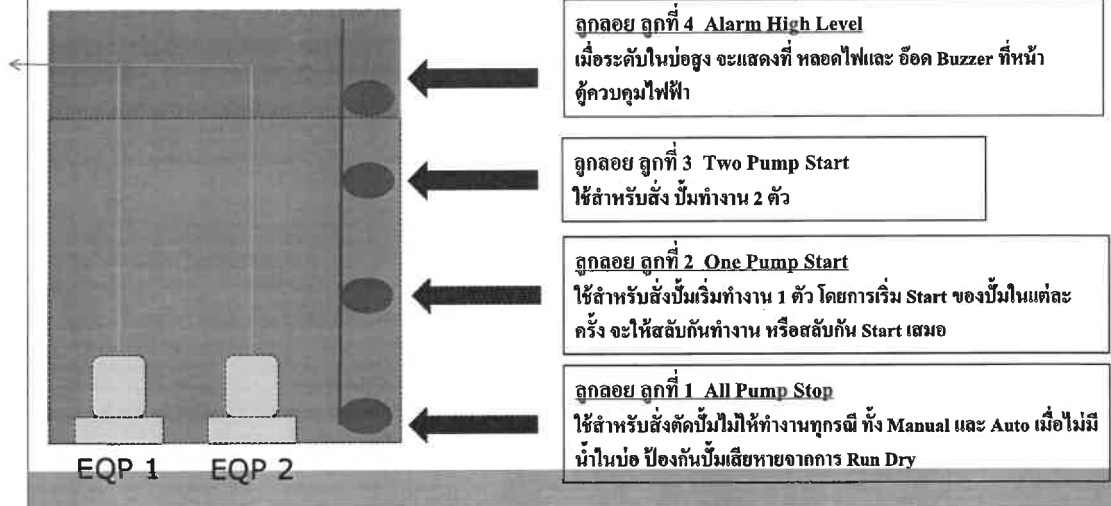 ลูกลอย ลูกที่ 4 Alarm High Level
เมื่อระดับในบ่อสูง จะแสดงที่ หลอดไฟและ อ๊อด Buzzer ที่หน้า
ตู้ควบคุมไฟฟ้า
ลูกลอย ลูกที่ 3 Two Pump Start
ใช้สำหรับสั่ง ปั๊มทำงาน 2 ตัว
ลูกลอย ลูกที่ 2 One Pump Start
ใช้สำหรับสั่งปั๊มเริ่มทำงาน 1 ตัว โดยการเริ่ม Start ของปั๊มในแต่ละ
ครั้ง จะให้สลับกันทำงาน หรือสลับกัน Start เสมอ
ลูกลอย ลูกที่ 1 All Pump Stop
ใช้สำหรับสั่งตัดปั๊มไม่ให้ทำงานทุกรณี ทั้ง Manual และ Auto เมื่อไม่มี
น้ำในบ่อ ป้องกันปั๊มเสียหายจากการ Run Dry
EQP 1 EQP 2